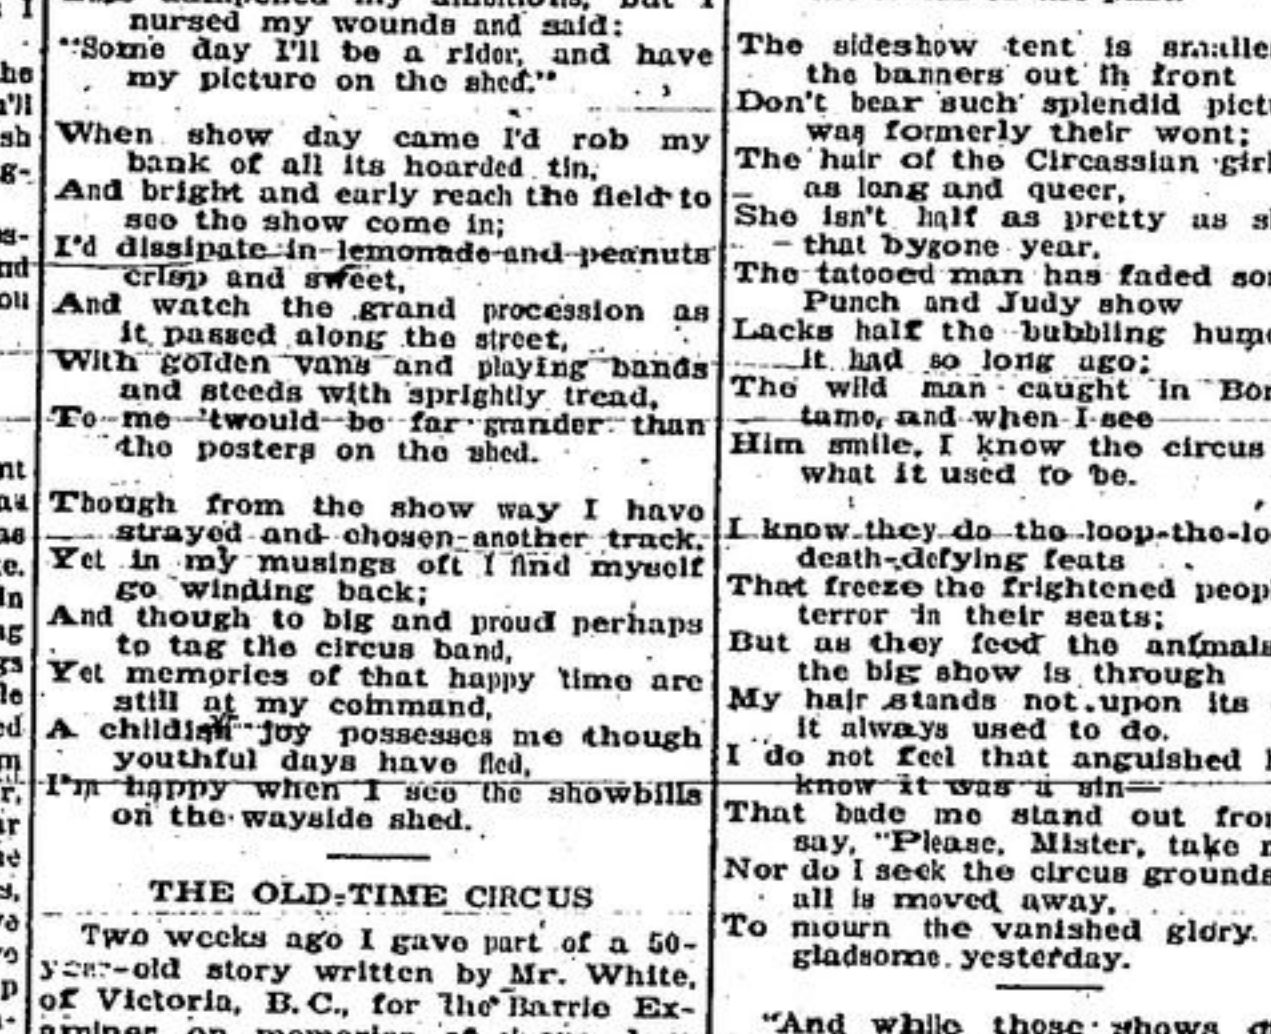 nursed my wounds and said:
"Some day I'll be a rider, and have
my picture on the shed."
When show day came I'd rob my
bank of all its hoarded tin,
And bright and early reach the field to
see the show come in;
I'd dissipate in lemonade and peanuts
crisp and sweet,
And watch the grand procession as
it passed along the street,
With golden vans and playing bands
and steeds with sprightly tread,
To me 'twould be far grander than
the posters on the shed.
Though from the show way I have
strayed and chosen another track,
Yet in my musings oft I find myself
go winding back;
And though to big and proud perhaps
to tag the circus band,
Yet memories of that happy time are
still at my command,
A childish joy possesses me though
youthful days have fled,
I'm happy when I see the showbills
on the wayside shed.
THE OLD-TIME CIRCUS
Two weeks ago I gave part of a 50-
year-old story written by Mr. White,
of Victoria, B.C., for the Barrie Ex-
The sideshow tent is
the banners out in front
Don't bear such splendid
was formerly their wont;
The hair of the Circassian
as long and queer,
She isn't half as pretty as
that bygone year,
The tatooed man has faded
Punch and Judy show
Lacks half the bubbling
it had so long ago;
The wild man caught in
tame, and when I see
Him smile, I know the circus
what it used to be.
I know they do the
death-defying feats
That freeze the frightened
terror in their seats;
But as they feed the animals
the big show is through
My hair stands not upon its
it always used to do.
I do not feel that anguished
know it was a sin—
That bade me stand out
say, "Please, Mister, take
Nor do I seek the circus grounds
all is moved away,
To mourn the vanished glory
gladsome yesterday.
"And while those shows